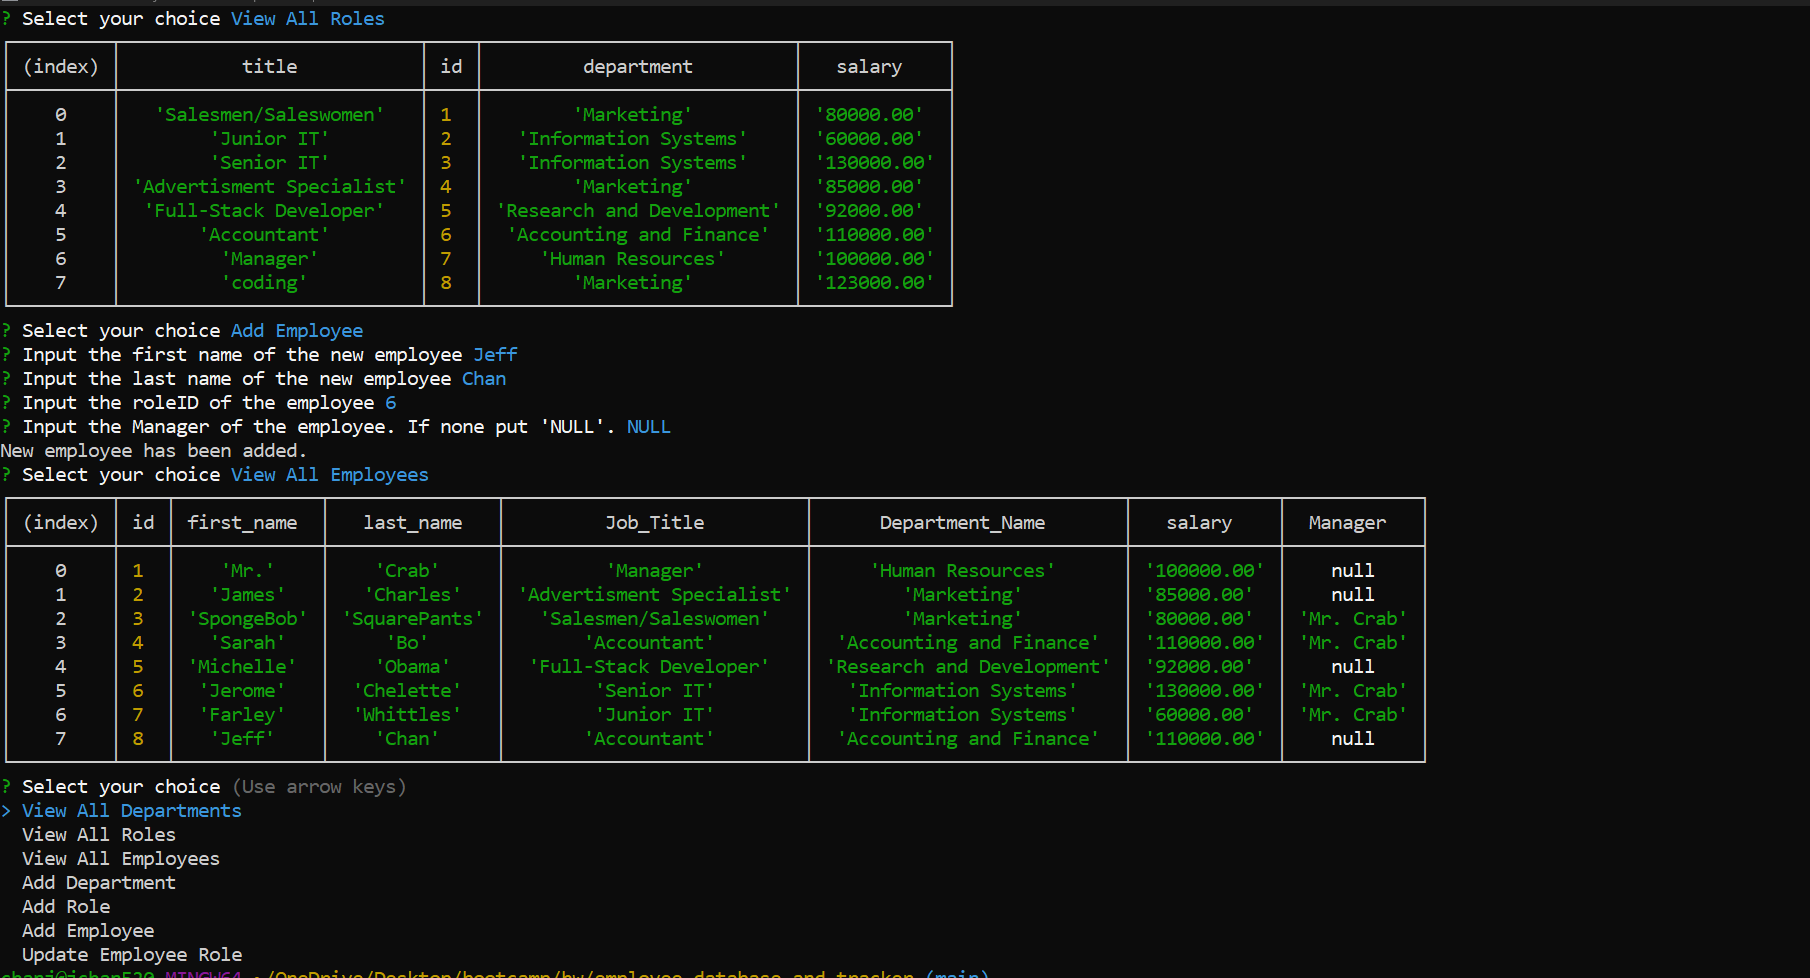 ? Select your choice View All Roles
(index) title id department salary
0 'Salesmen/Saleswomen' 1 'Marketing' '80000.00'
1 'Junior IT' 2 'Information Systems' '60000.00'
2 'Senior IT' 3 'Information Systems' '130000.00'
3 'Advertisment Specialist' 4 'Marketing' '85000.00'
4 'Full-Stack Developer' 5 'Research and Development' '92000.00'
5 'Accountant' 6 'Accounting and Finance' '110000.00'
6 'Manager' 7 'Human Resources' '100000.00'
7 'coding' 8 'Marketing' '123000.00'
? Select your choice Add Employee
? Input the first name of the new employee Jeff
? Input the last name of the new employee Chan
? Input the roleID of the employee 6
? Input the Manager of the employee. If none put 'NULL'. NULL
New employee has been added.
? Select your choice View All Employees
(index) id first_name last_name Job_Title Department_Name salary Manager
0 1 'Mr.' 'Crab' 'Manager' 'Human Resources' '100000.00' null
1 2 'James' 'Charles' 'Advertisment Specialist' 'Marketing' '85000.00' null
2 3 'SpongeBob' 'SquarePants' 'Salesmen/Saleswomen' 'Marketing' '80000.00' 'Mr. Crab'
3 4 'Sarah' 'Bo' 'Accountant' 'Accounting and Finance' '110000.00' 'Mr. Crab'
4 5 'Michelle' 'Obama' 'Full-Stack Developer' 'Research and Development' '92000.00' null
5 6 'Jerome' 'Chelette' 'Senior IT' 'Information Systems' '130000.00' 'Mr. Crab'
6 7 'Farley' 'Whittles' 'Junior IT' 'Information Systems' '60000.00' 'Mr. Crab'
7 8 'Jeff' 'Chan' 'Accountant' 'Accounting and Finance' '110000.00' null
? Select your choice (Use arrow keys)
> View All Departments
View All Roles
View All Employees
Add Department
Add Role
Add Employee
Update Employee Role
MINGW64 ~/OneDrive/Desktop/bootcamp/hw/employee-database-and-tracker (main)